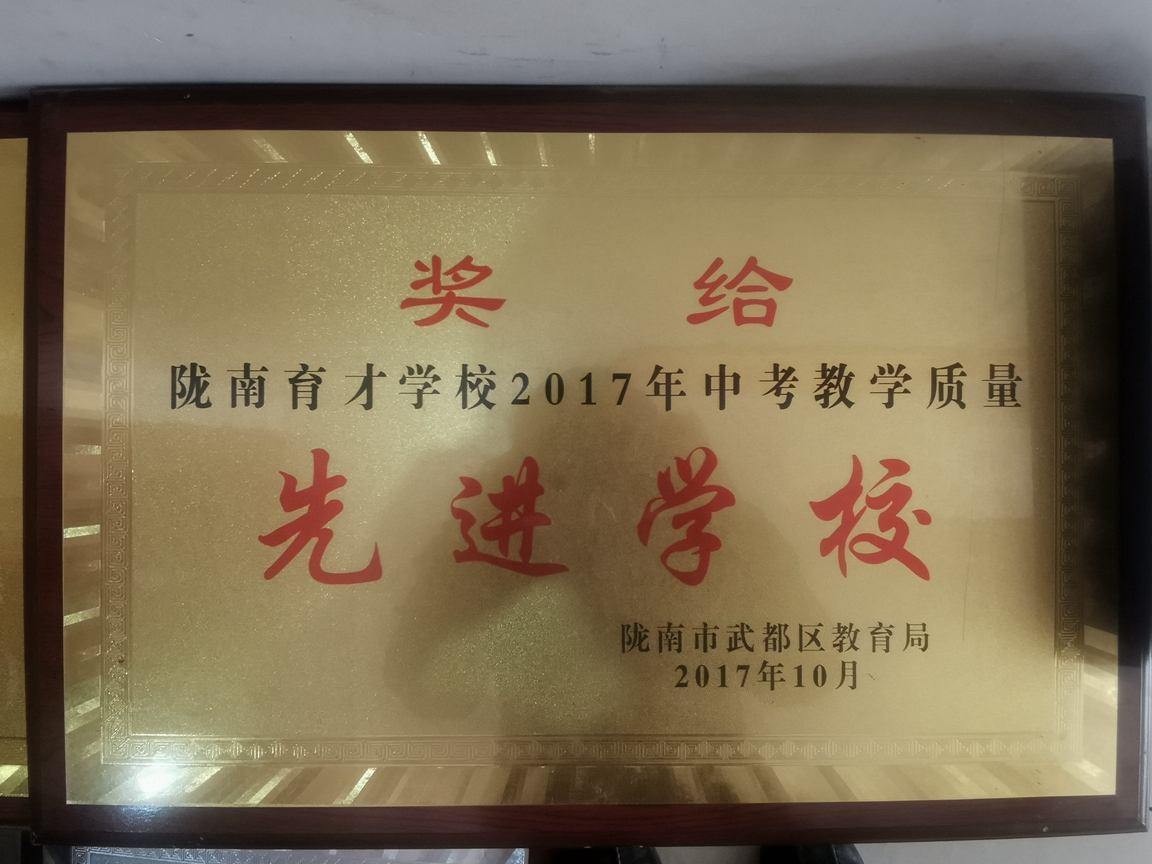 奖给
陇南育才学校2017年中考教学质量
先进学校
陇南市武都区教育局
2017年10月